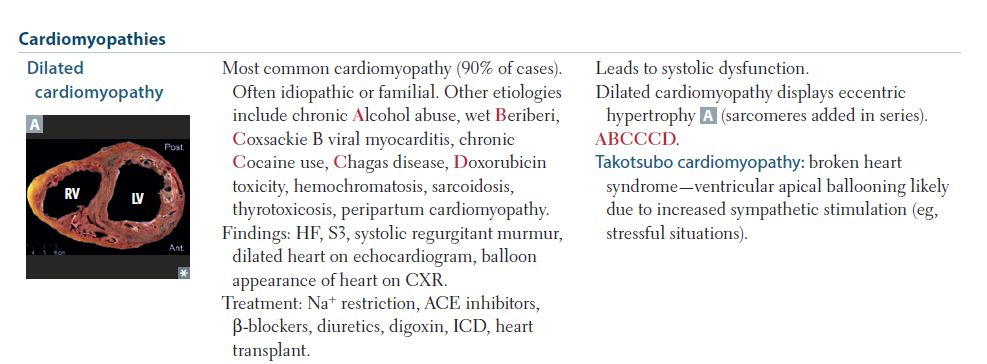 Cardiomyopathies
Dilated
cardiomyopathy
A
Post
RV
LV
Ant.
*
Most common cardiomyopathy (90% of cases).
Often idiopathic or familial. Other etiologies
include chronic Alcohol abuse, wet Beriberi,
Coxsackie B viral myocarditis, chronic
Cocaine use, Chagas disease, Doxorubicin
toxicity, hemochromatosis, sarcoidosis,
thyrotoxicosis, peripartum cardiomyopathy.
Findings: HF, S3, systolic regurgitant murmur,
dilated heart on echocardiogram, balloon
appearance of heart on CXR.
Treatment: Na⁺ restriction, ACE inhibitors,
β-blockers, diuretics, digoxin, ICD, heart
transplant.
Leads to systolic dysfunction.
Dilated cardiomyopathy displays eccentric
hypertrophy A (sarcomeres added in series).
ABCCCD.
Takotsubo cardiomyopathy: broken heart
syndrome—ventricular apical ballooning likely
due to increased sympathetic stimulation (eg,
stressful situations).